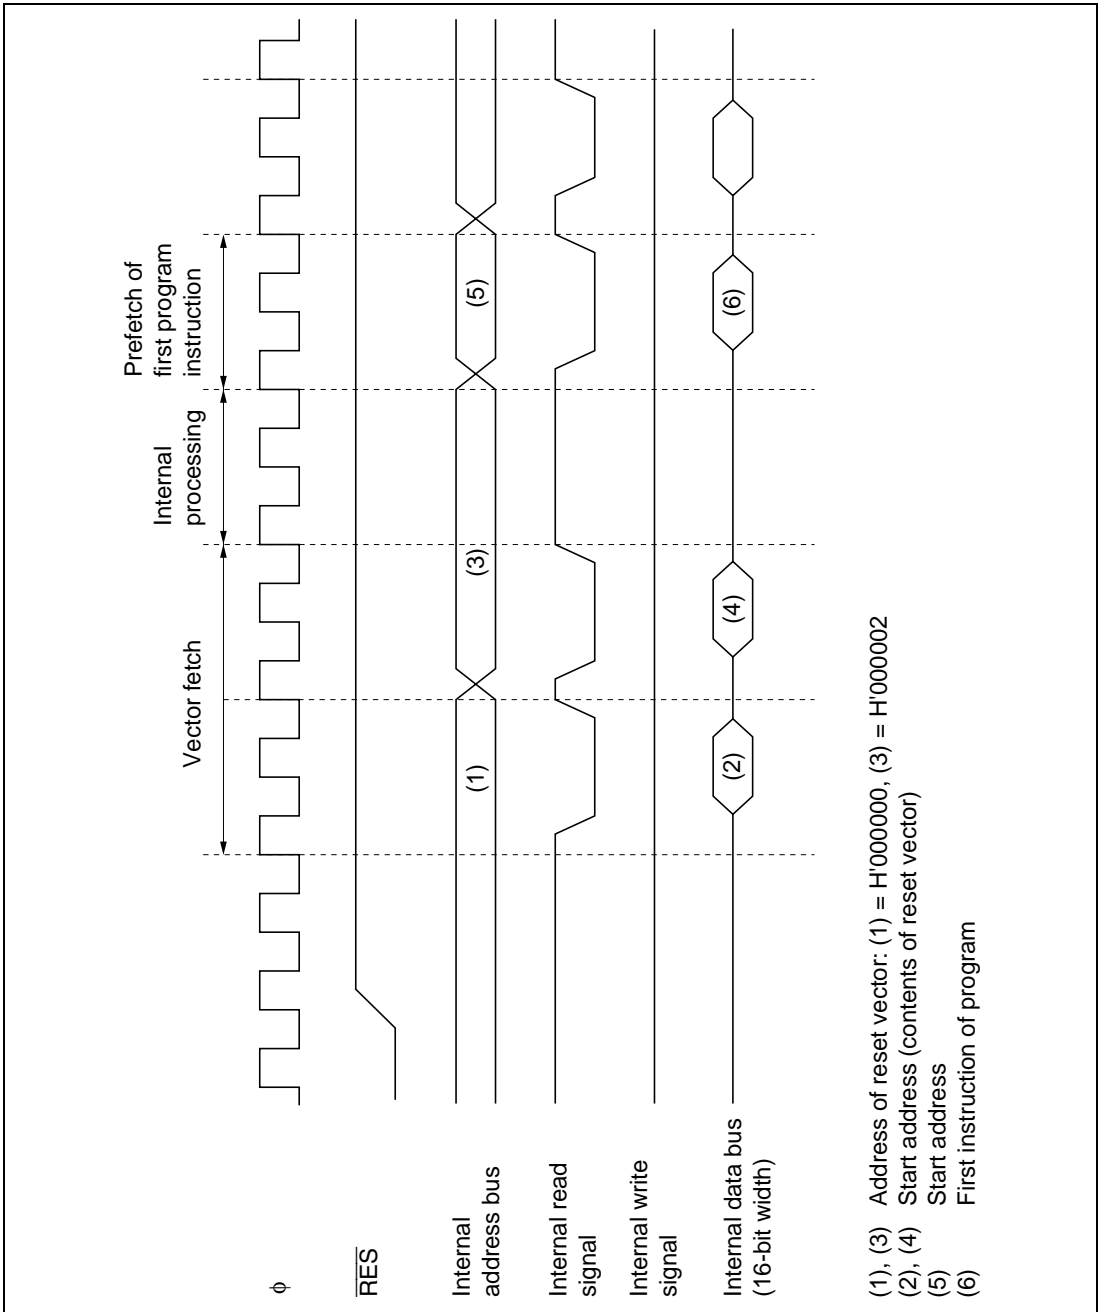 Vector fetch
Internal
processing
Prefetch of
first program
instruction
φ
RES
Internal
address bus
(1)
(3)
(5)
Internal read
signal
Internal write
signal
Internal data bus
(16-bit width)
(2)
(4)
(6)
(1), (3) Address of reset vector: (1) = H'000000, (3) = H'000002
(2), (4) Start address (contents of reset vector)
(5) Start address
(6) First instruction of program